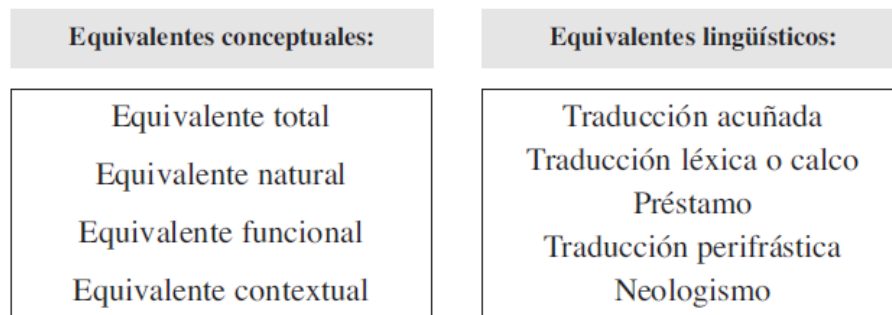 Equivalentes conceptuales:
Equivalente total
Equivalente natural
Equivalente funcional
Equivalente contextual
Equivalentes lingüísticos:
Traducción acuñada
Traducción léxica o calco
Préstamo
Traducción perifrástica
Neologismo